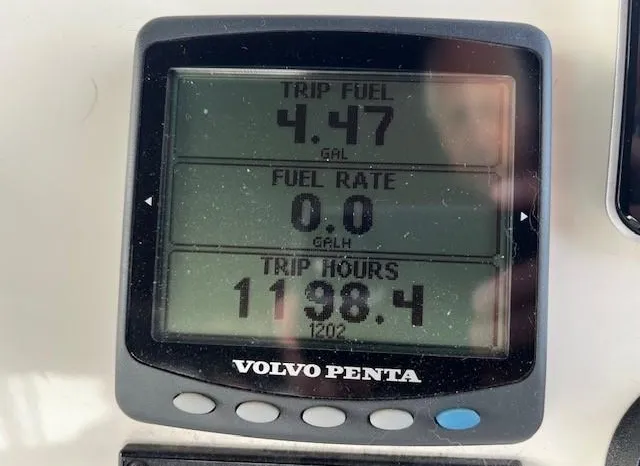 TRIP FUEL
4.47
GAL
FUEL RATE
0.0
GALH
TRIP HOURS
1198.4
1202
VOLVO PENTA